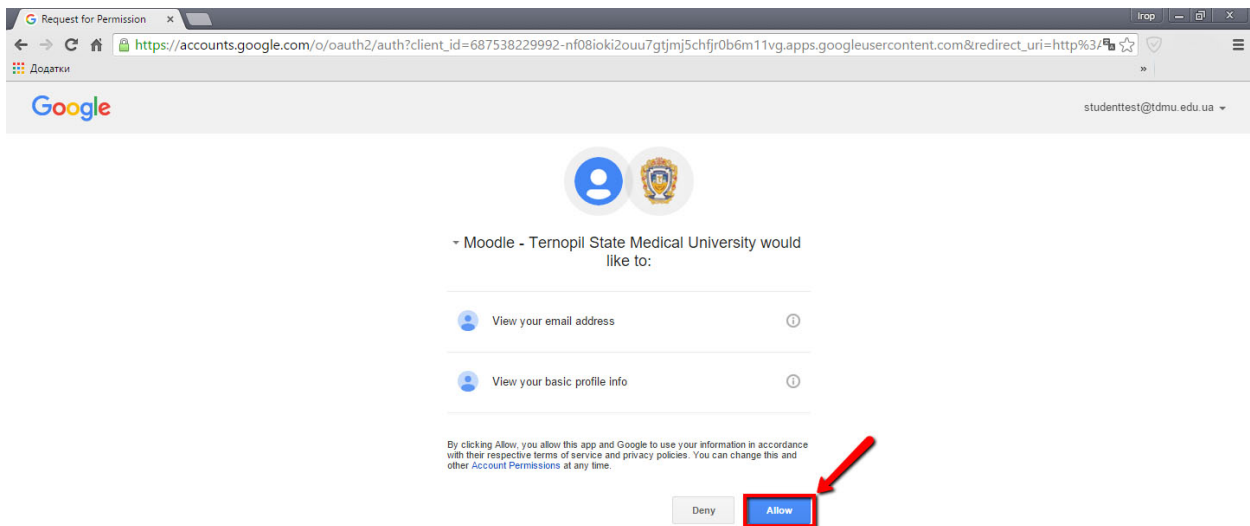 Request for Permission
Ігор
https://accounts.google.com/o/oauth2/auth?client_id=687538229992-nf08ioki2ouu7gtjmj5chfjr0b6m11vg.apps.googleusercontent.com&redirect_uri=http%3/
Додатки
»
Google
studenttest@tdmu.edu.ua
Moodle - Ternopil State Medical University would
like to:
View your email address
View your basic profile info
By clicking Allow, you allow this app and Google to use your information in accordance
with their respective terms of service and privacy policies. You can change this and
other Account Permissions at any time.
Deny Allow